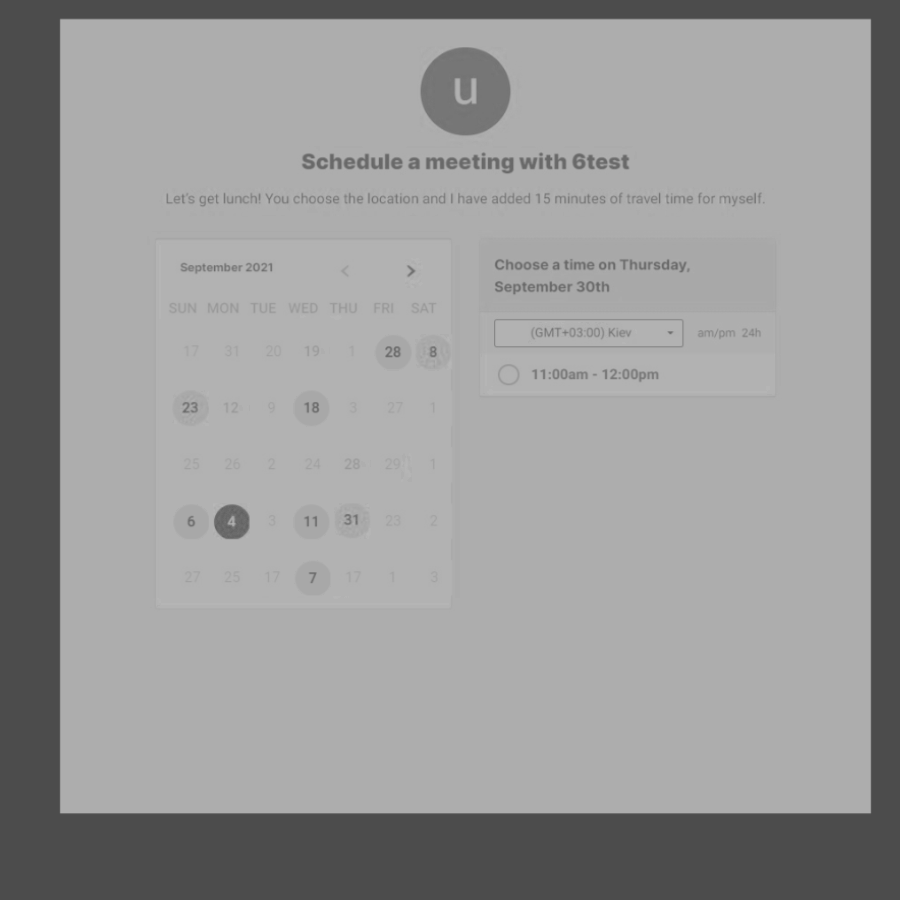 u
Schedule a meeting with 6test
Let's get lunch! You choose the location and I have added 15 minutes of travel time for myself.
September 2021
SUN MON TUE WED THU FRI SAT
17 31 20 19 1 28 8
23 12 9 18 3 27 1
25 26 2 24 28 29 1
6 4 3 11 31 23 2
27 25 17 7 17 1 3
Choose a time on Thursday,
September 30th
(GMT+03:00) Kiev am/pm 24h
11:00am - 12:00pm